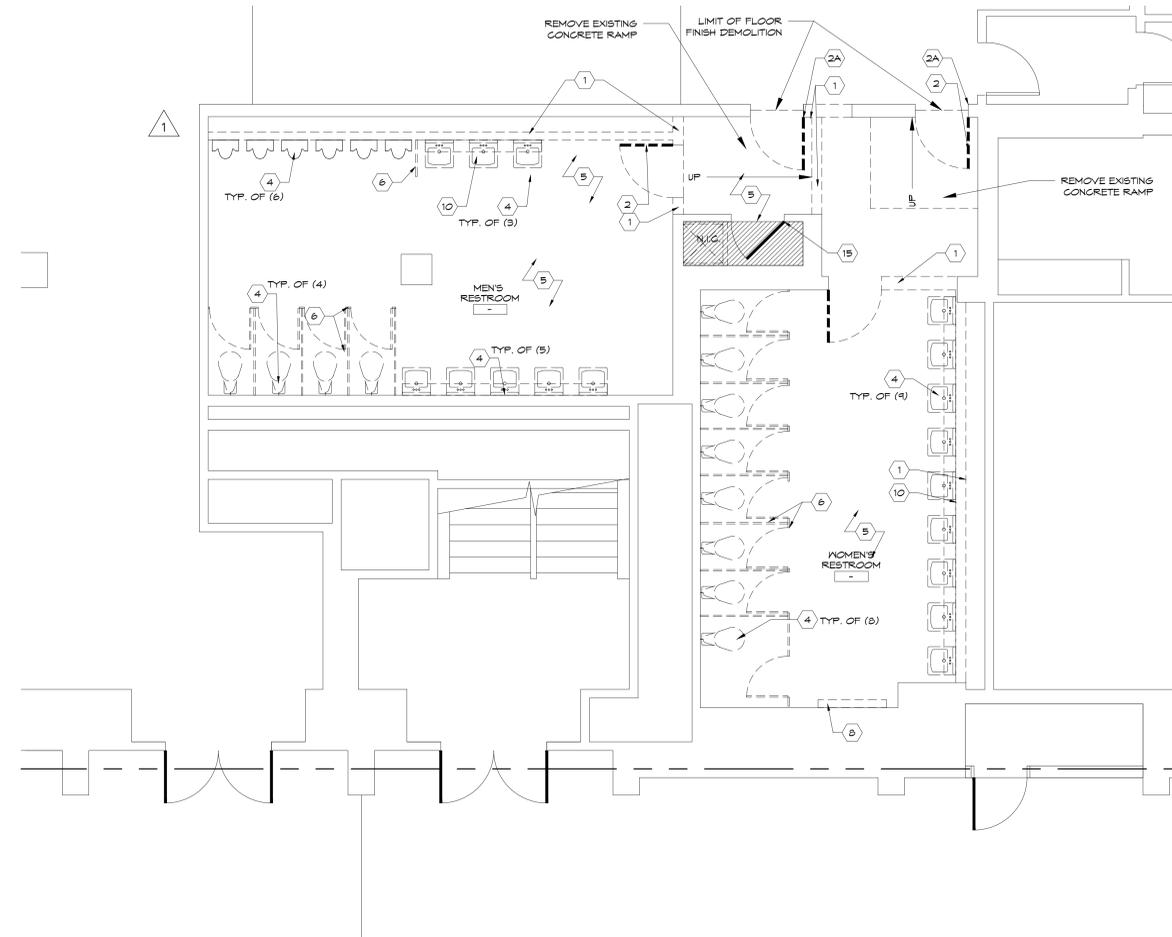 REMOVE EXISTING
CONCRETE RAMP
LIMIT OF FLOOR
FINISH DEMOLITION
2A
2A
1
1
2
1
4
TYP. OF (6)
6
10
4
TYP. OF (3)
5
2
1
UP
5
UP
REMOVE EXISTING
CONCRETE RAMP
N.I.C.
15
1
4
TYP. OF (4)
6
MEN'S
RESTROOM
-
5
4
TYP. OF (5)
4
TYP. OF (9)
1
10
6
5
WOMEN'S
RESTROOM
-
4
TYP. OF (8)
8